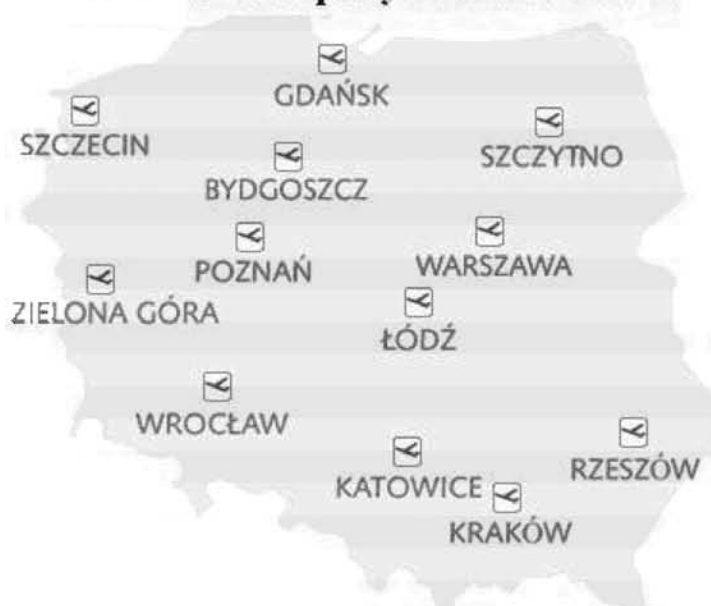 GDAŃSK
SZCZECIN
SZCZYTNO
BYDGOSZCZ
POZNAŃ
WARSZAWA
ZIELONA GÓRA
ŁÓDŹ
WROCŁAW
RZESZÓW
KATOWICE
KRAKÓW